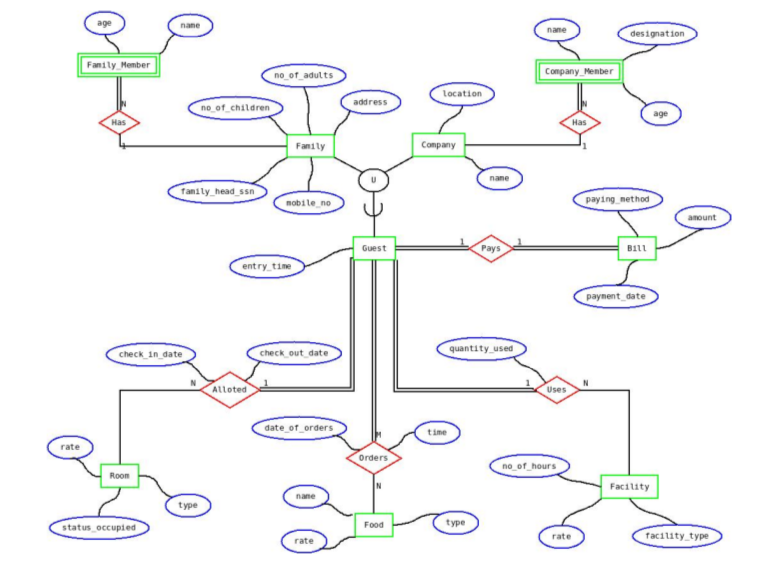 age
name
name
designation
Family_Member
Company_Member
no_of_adults
location
no_of_children
address
age
N
N
Has
Has
1
Family
Company
1
U
name
family_head_ssn
mobile_no
paying_method
amount
1
1
Guest
Pays
Bill
entry_time
payment_date
check_in_date
check_out_date
quantity_used
N
Alloted
1
1
Uses
N
date_of_orders
time
M
rate
Orders
no_of_hours
Room
N
Facility
name
type
status_occupied
Food
type
rate
rate
facility_type